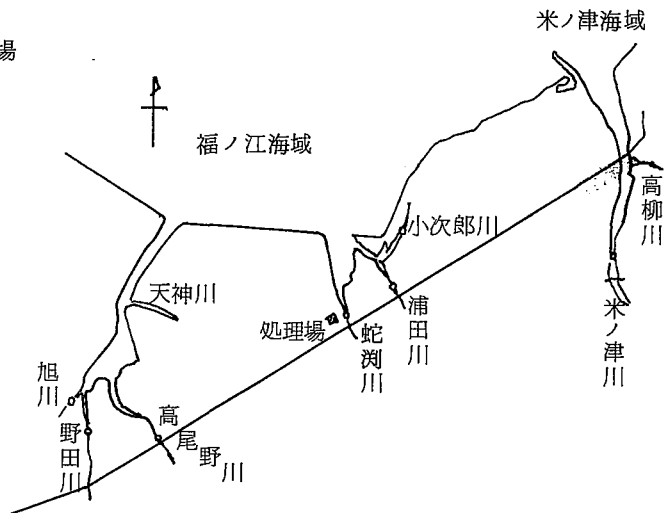 米ノ津海域
場
福ノ江海域
高柳川
小次郎川
天神川
処理場
蛇渕川
浦田川
米ノ津川
旭川
野田川
高尾野川